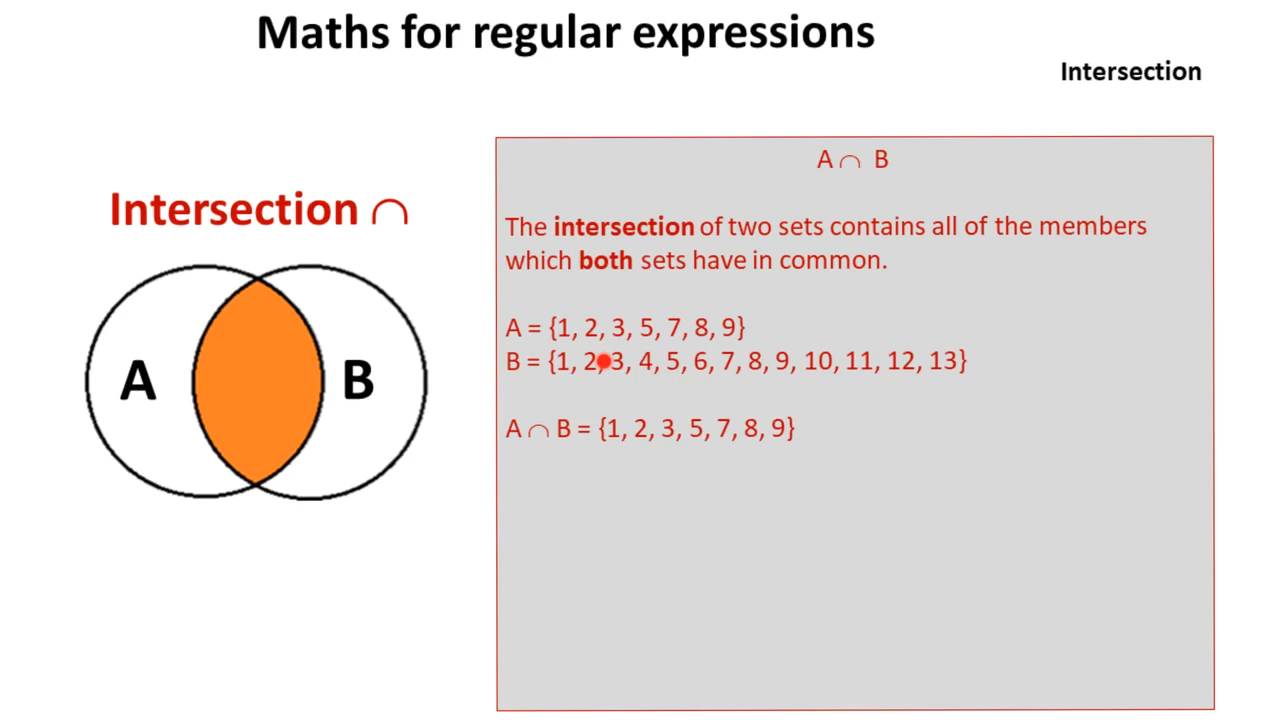 Maths for regular expressions
Intersection
Intersection ∩
A
B
A ∩ B
The intersection of two sets contains all of the members
which both sets have in common.
A = {1, 2, 3, 5, 7, 8, 9}
B = {1, 2, 3, 4, 5, 6, 7, 8, 9, 10, 11, 12, 13}
A ∩ B = {1, 2, 3, 5, 7, 8, 9}